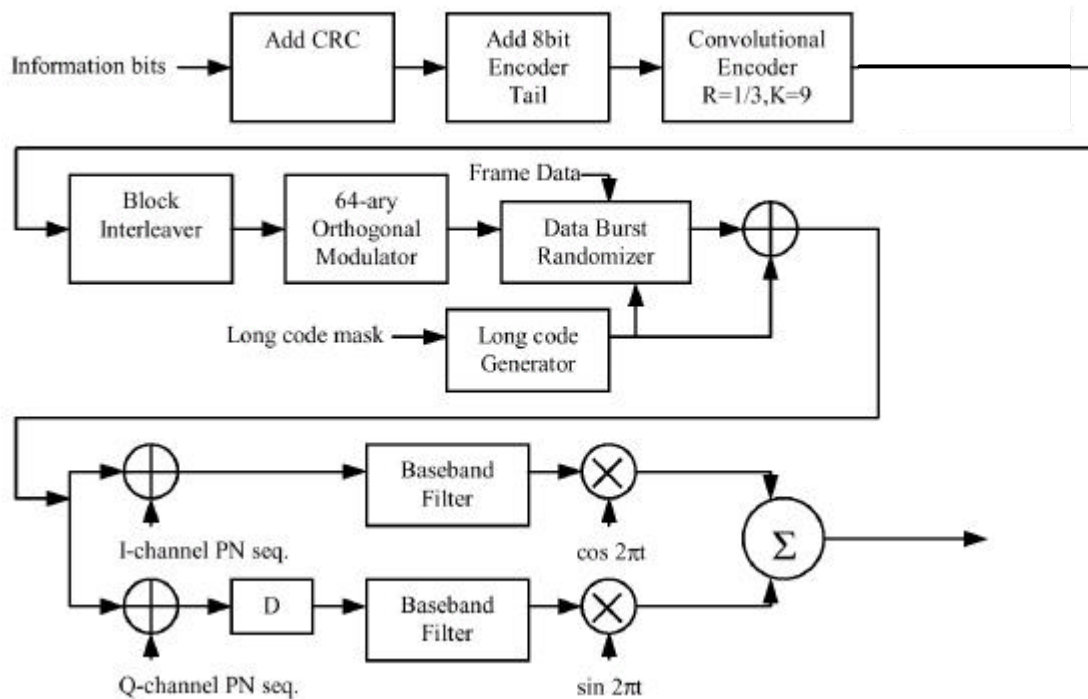 Information bits
Add CRC
Add 8bit
Encoder
Tail
Convolutional
Encoder
R=1/3,K=9
Block
Interleaver
64-ary
Orthogonal
Modulator
Frame Data
Data Burst
Randomizer
Long code mask
Long code
Generator
Baseband
Filter
I-channel PN seq.
cos 2πt
Σ
D
Baseband
Filter
Q-channel PN seq.
sin 2πt